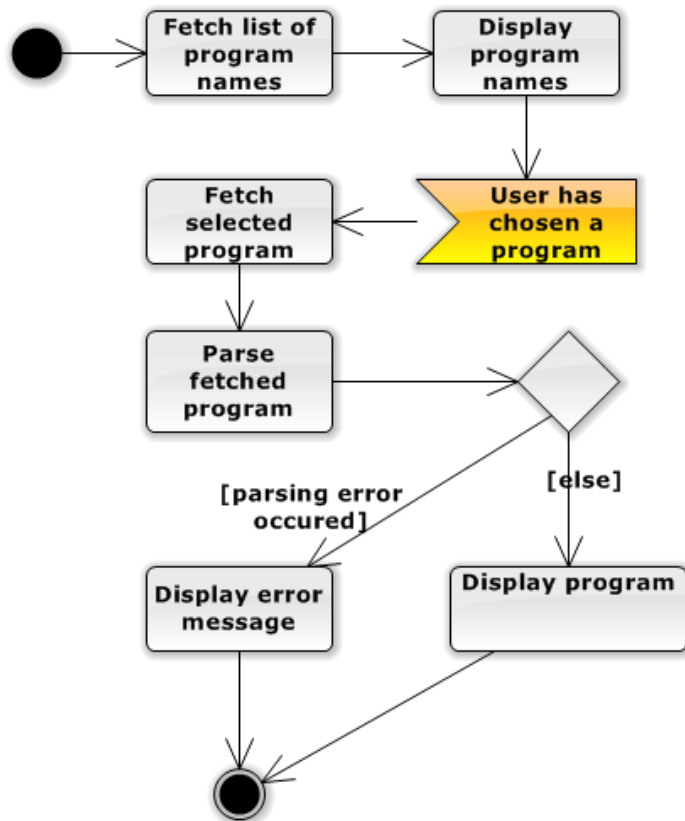 Fetch list of
program
names
Display
program
names
Fetch
selected
program
User has
chosen a
program
Parse
fetched
program
[parsing error
occured]
[else]
Display error
message
Display program